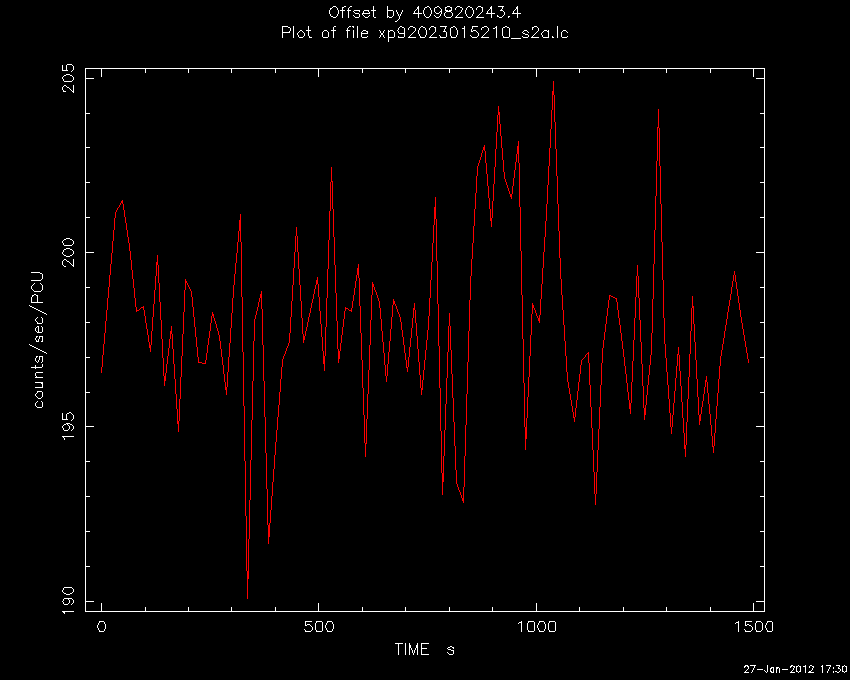 Offset by 409820243.4
Plot of file xp92023015210_s2a.lc
205
200
195
190
counts/sec/PCU
0 500 1000 1500
TIME s
27-Jan-2012 17:30